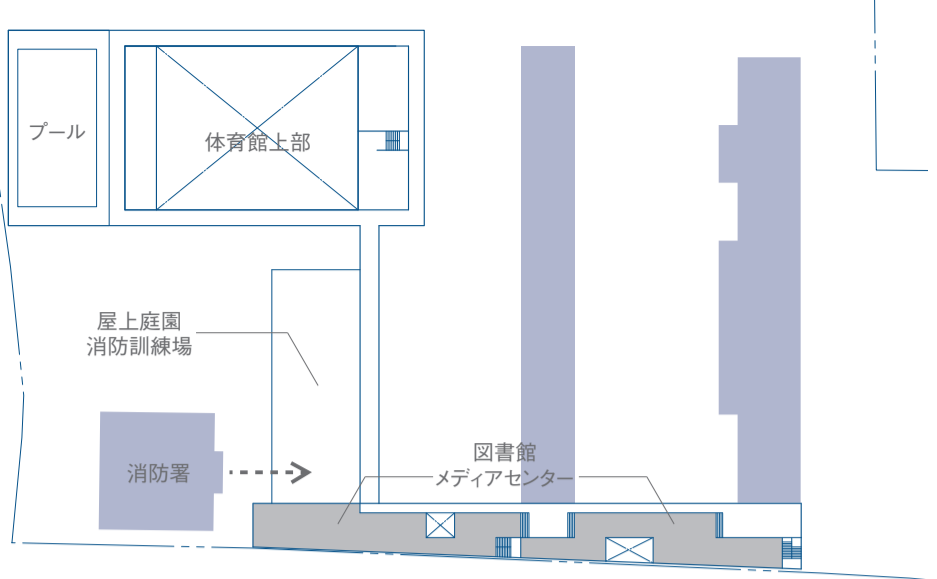 プール
体育館上部
屋上庭園
消防訓練場
図書館
メディアセンター
消防署